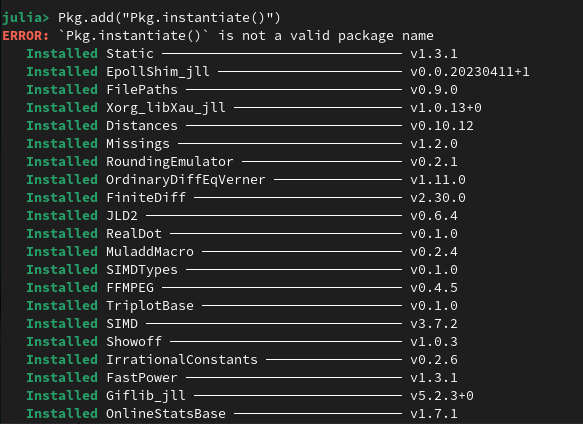 julia> Pkg.add("Pkg.instantiate()")
ERROR: `Pkg.instantiate()` is not a valid package name
Installed Static ────────────────────────────── v1.3.1
Installed EpollShim_jll ─────────────────────── v0.0.20230411+1
Installed FilePaths ─────────────────────────── v0.9.0
Installed Xorg_libXau_jll ───────────────────── v1.0.13+0
Installed Distances ─────────────────────────── v0.10.12
Installed Missings ──────────────────────────── v1.2.0
Installed RoundingEmulator ──────────────────── v0.2.1
Installed OrdinaryDiffEqVerner ──────────────── v1.11.0
Installed FiniteDiff ────────────────────────── v2.30.0
Installed JLD2 ──────────────────────────────── v0.6.4
Installed RealDot ───────────────────────────── v0.1.0
Installed MuladdMacro ───────────────────────── v0.2.4
Installed SIMDTypes ─────────────────────────── v0.1.0
Installed FFMPEG ────────────────────────────── v0.4.5
Installed TriplotBase ───────────────────────── v0.1.0
Installed SIMD ──────────────────────────────── v3.7.2
Installed Showoff ───────────────────────────── v1.0.3
Installed IrrationalConstants ───────────────── v0.2.6
Installed FastPower ─────────────────────────── v1.3.1
Installed Giflib_jll ────────────────────────── v5.2.3+0
Installed OnlineStatsBase ───────────────────── v1.7.1